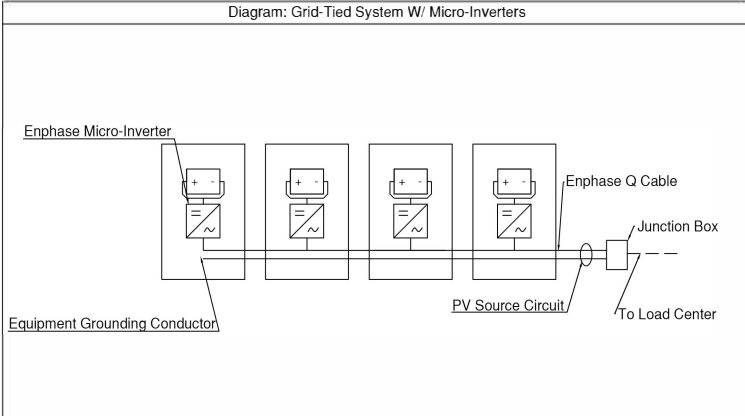 Diagram: Grid-Tied System W/ Micro-Inverters
Enphase Micro-Inverter
+ - + - + - + -
Enphase Q Cable
Junction Box
PV Source Circuit
To Load Center
Equipment Grounding Conductor